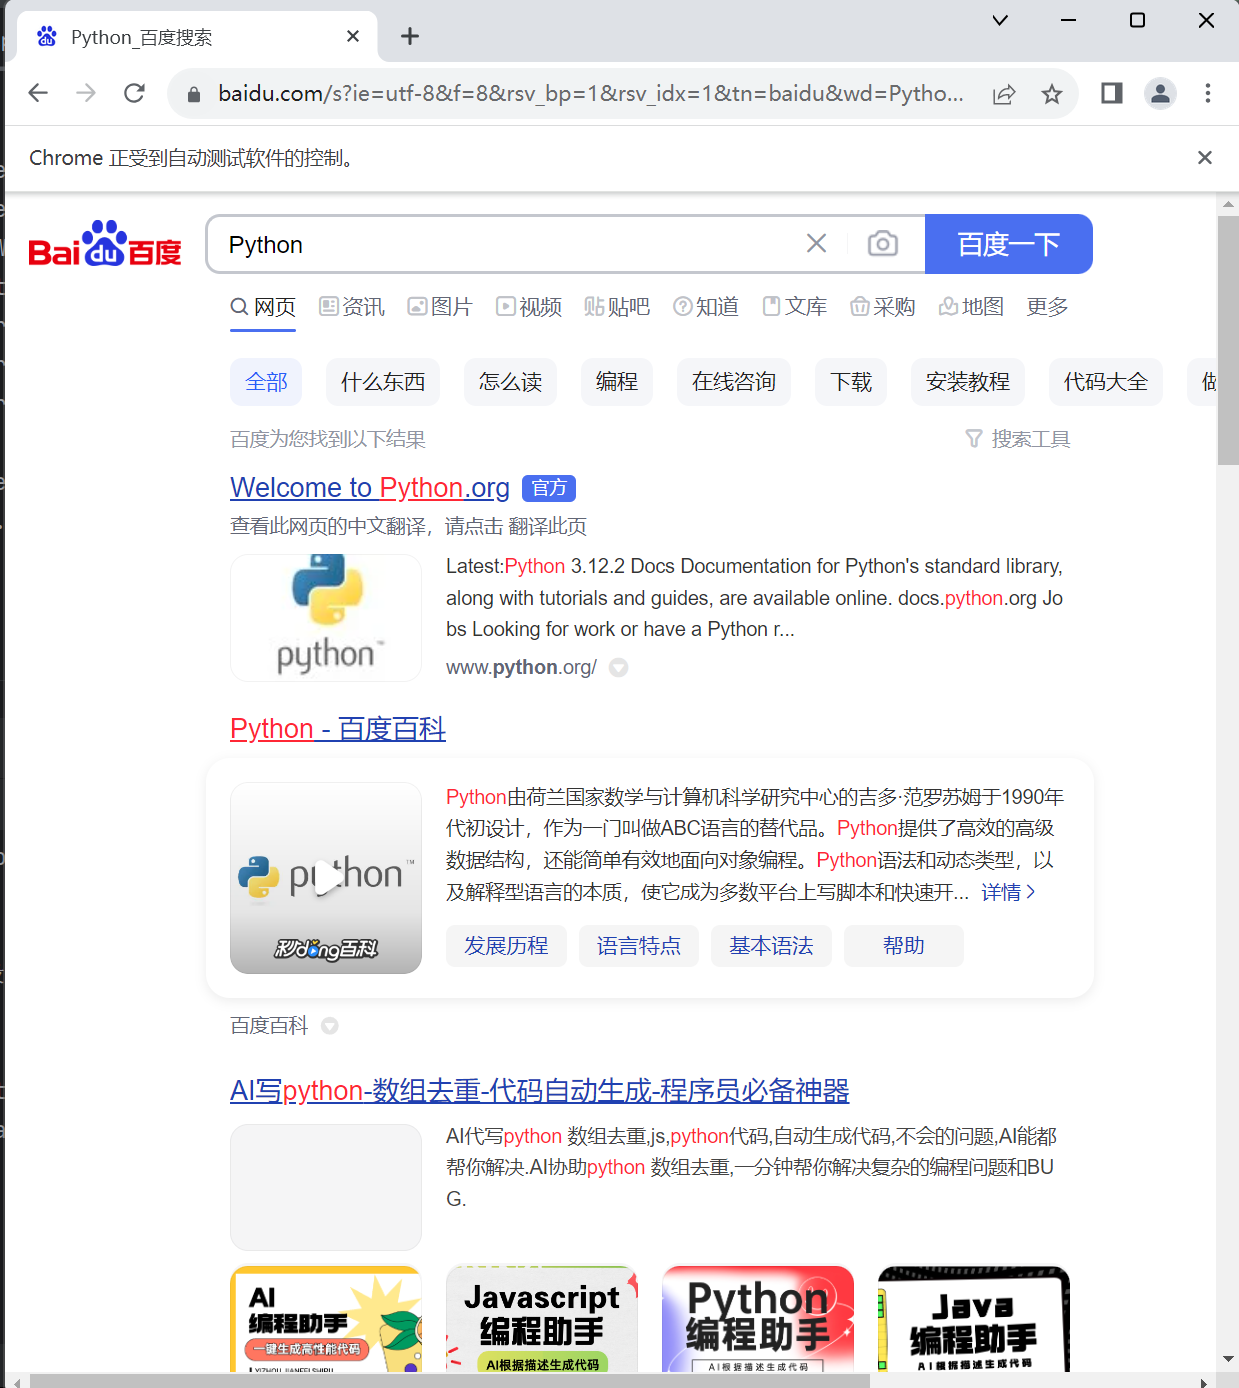 Python_百度搜索
baidu.com/s?ie=utf-8&f=8&rsv_bp=1&rsv_idx=1&tn=baidu&wd=Pytho...
Chrome 正受到自动测试软件的控制。
Bai du 百度
Python
百度一下
网页 资讯 图片 视频 贴吧 知道 文库 采购 地图 更多
全部 什么东西 怎么读 编程 在线咨询 下载 安装教程 代码大全
百度为您找到以下结果
搜索工具
Welcome to Python.org 官方
查看此网页的中文翻译，请点击 翻译此页
python
Latest:Python 3.12.2 Docs Documentation for Python's standard library,
along with tutorials and guides, are available online. docs.python.org Jo
bs Looking for work or have a Python r...
www.python.org/
Python - 百度百科
python
秒dong百科
Python由荷兰国家数学与计算机科学研究中心的吉多·范罗苏姆于1990年
代初设计，作为一门叫做ABC语言的替代品。Python提供了高效的高级
数据结构，还能简单有效地面向对象编程。Python语法和动态类型，以
及解释型语言的本质，使它成为多数平台上写脚本和快速开... 详情
发展历程 语言特点 基本语法 帮助
百度百科
AI写python-数组去重-代码自动生成-程序员必备神器
AI代写python 数组去重,js,python代码,自动生成代码,不会的问题,AI能都
帮你解决.AI协助python 数组去重,一分钟帮你解决复杂的编程问题和BU
G.
AI
编程助手
一键生成高性能代码
Javascript
编程助手
AI根据描述生成代码
Python
编程助手
AI根据描述生成代码
Java
编程助手
AI根据描述生成代码